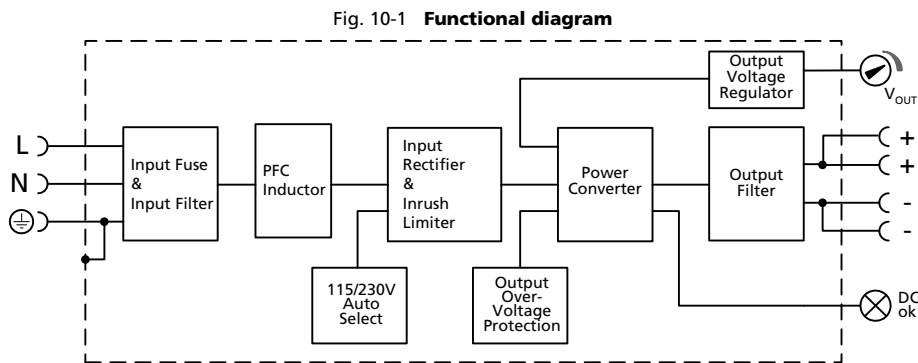 Fig. 10-1 Functional diagram
Output
Voltage
Regulator
V OUT
L
N
Input Fuse
&
Input Filter
PFC
Inductor
Input
Rectifier
&
Inrush
Limiter
Power
Converter
Output
Filter
+
+
-
-
115/230V
Auto
Select
Output
Over-
Voltage
Protection
DC
ok